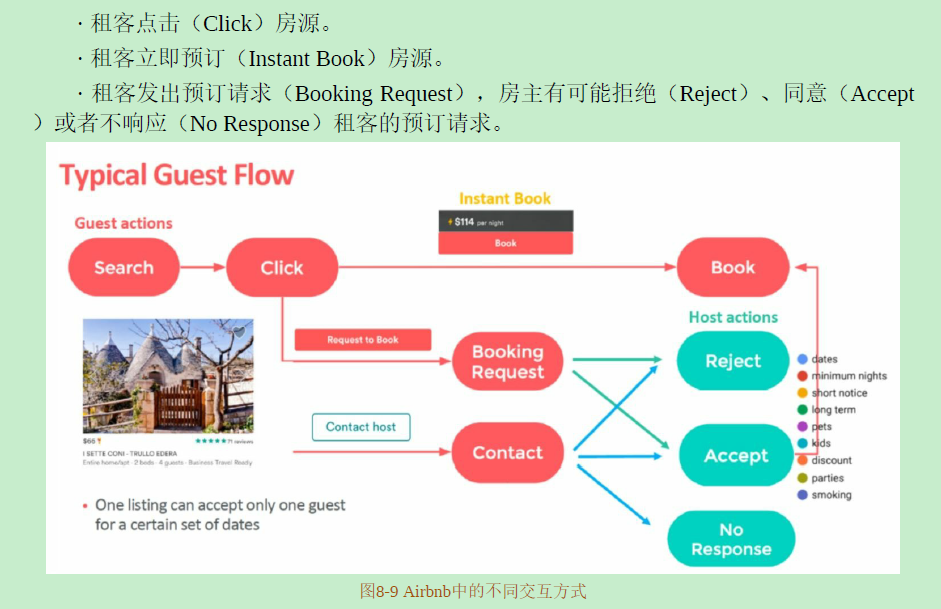 · 租客点击（Click）房源。
· 租客立即预订（Instant Book）房源。
· 租客发出预订请求（Booking Request），房主有可能拒绝（Reject）、同意（Accept
）或者不响应（No Response）租客的预订请求。
Typical Guest Flow
Instant Book
$114 per night
Book
Guest actions
Search
Click
Book
Host actions
Request to Book
Booking
Request
Reject
dates
minimum nights
short notice
long term
pets
kids
discount
parties
smoking
Contact host
Contact
Accept
$65
71 reviews
I SETTE CONI - TRULLO EDERA
Entire home/apt · 2 beds · 4 guests · Business Travel Ready
• One listing can accept only one guest
for a certain set of dates
No
Response
图8-9 Airbnb中的不同交互方式